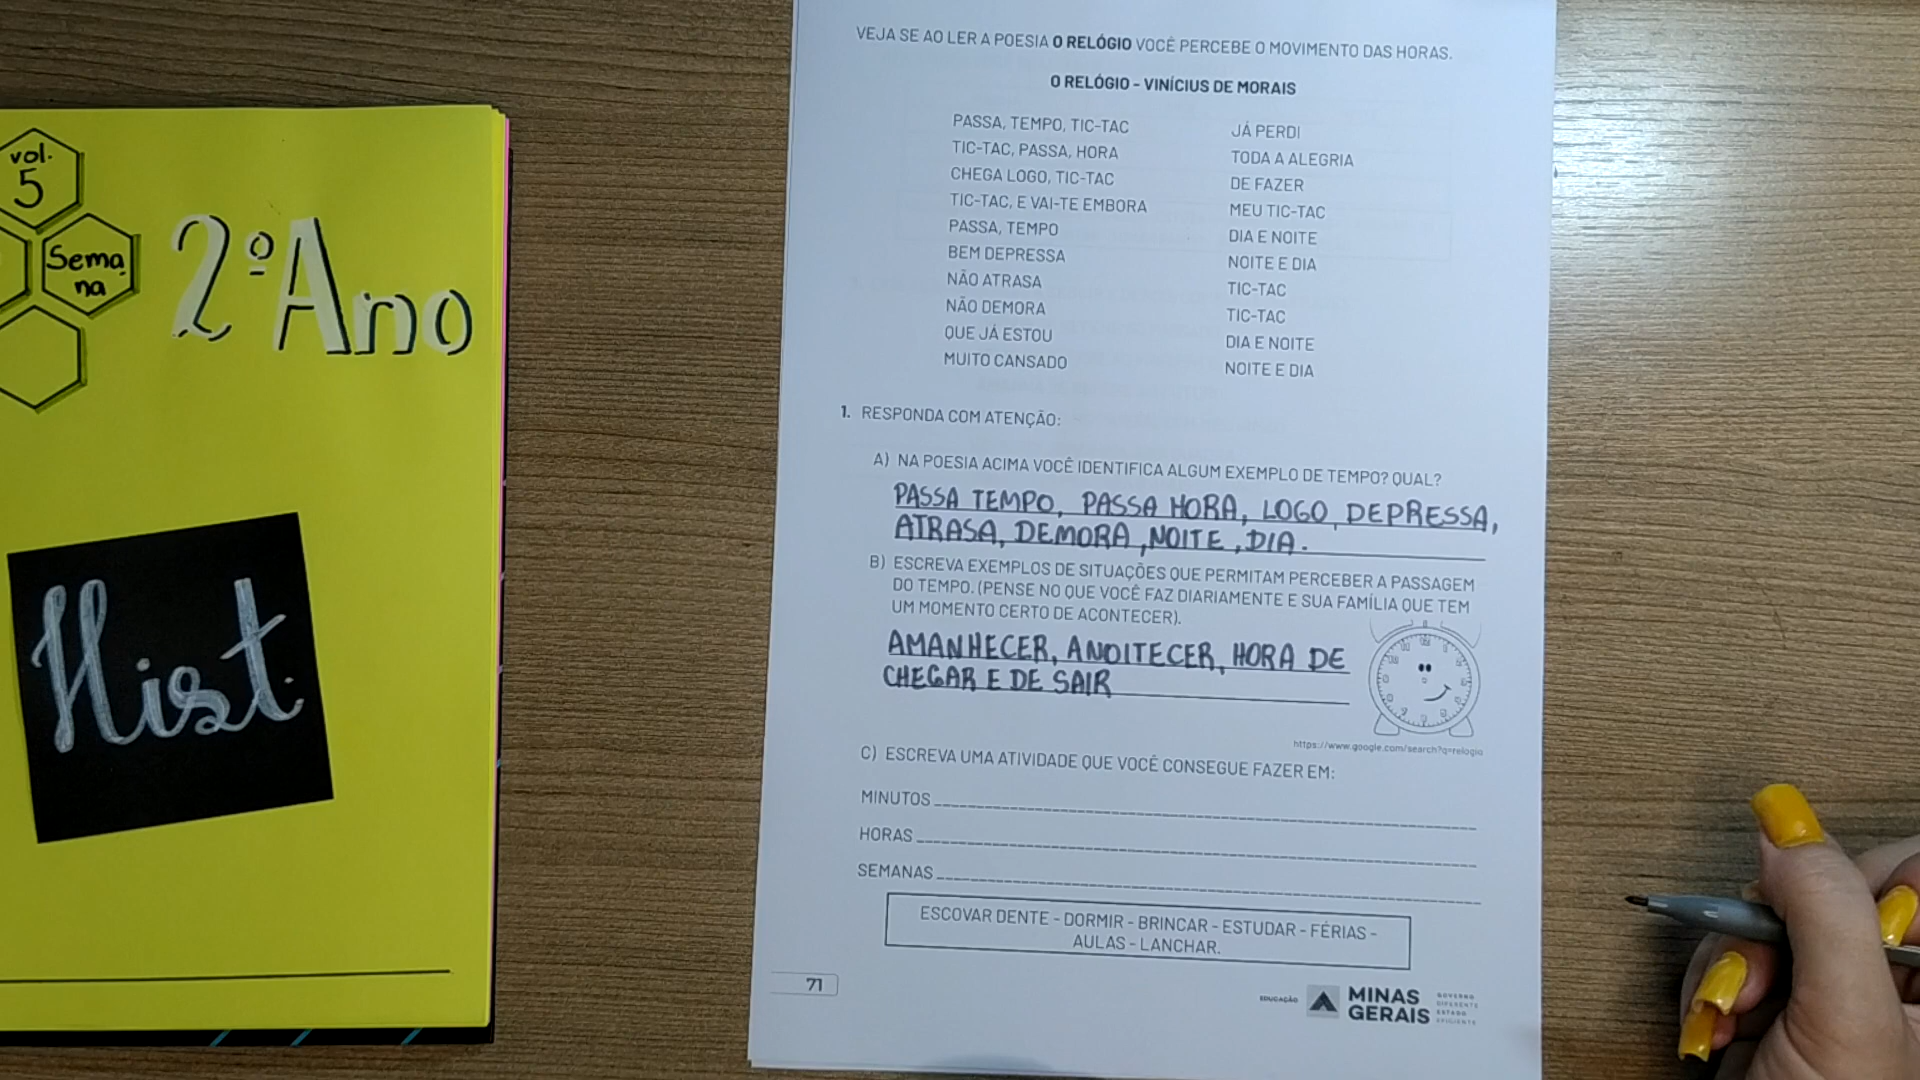 vol.
5
Sema
na
2º Ano
Hist.
VEJA SE AO LER A POESIA O RELÓGIO VOCÊ PERCEBE O MOVIMENTO DAS HORAS.
O RELÓGIO - VINÍCIUS DE MORAIS
PASSA, TEMPO, TIC-TAC
TIC-TAC, PASSA, HORA
CHEGA LOGO, TIC-TAC
TIC-TAC, E VAI-TE EMBORA
PASSA, TEMPO
BEM DEPRESSA
NÃO ATRASA
NÃO DEMORA
QUE JÁ ESTOU
MUITO CANSADO
JÁ PERDI
TODA A ALEGRIA
DE FAZER
MEU TIC-TAC
DIA E NOITE
NOITE E DIA
TIC-TAC
TIC-TAC
DIA E NOITE
NOITE E DIA
1. RESPONDA COM ATENÇÃO:
A) NA POESIA ACIMA VOCÊ IDENTIFICA ALGUM EXEMPLO DE TEMPO? QUAL?
PASSA TEMPO, PASSA HORA, LOGO, DEPRESSA,
ATRASA, DEMORA, NOITE, DIA.
B) ESCREVA EXEMPLOS DE SITUAÇÕES QUE PERMITAM PERCEBER A PASSAGEM
DO TEMPO. (PENSE NO QUE VOCÊ FAZ DIARIAMENTE E SUA FAMÍLIA QUE TEM
UM MOMENTO CERTO DE ACONTECER).
AMANHECER, ANOITECER, HORA DE
CHEGAR E DE SAIR
https://www.google.com/search?q=relogio
C) ESCREVA UMA ATIVIDADE QUE VOCÊ CONSEGUE FAZER EM:
MINUTOS
HORAS
SEMANAS
ESCOVAR DENTE - DORMIR - BRINCAR - ESTUDAR - FÉRIAS -
AULAS - LANCHAR.
71
EDUCAÇÃO
MINAS
GERAIS
GOVERNO
DIFERENTE
ESTADO
EFICIENTE